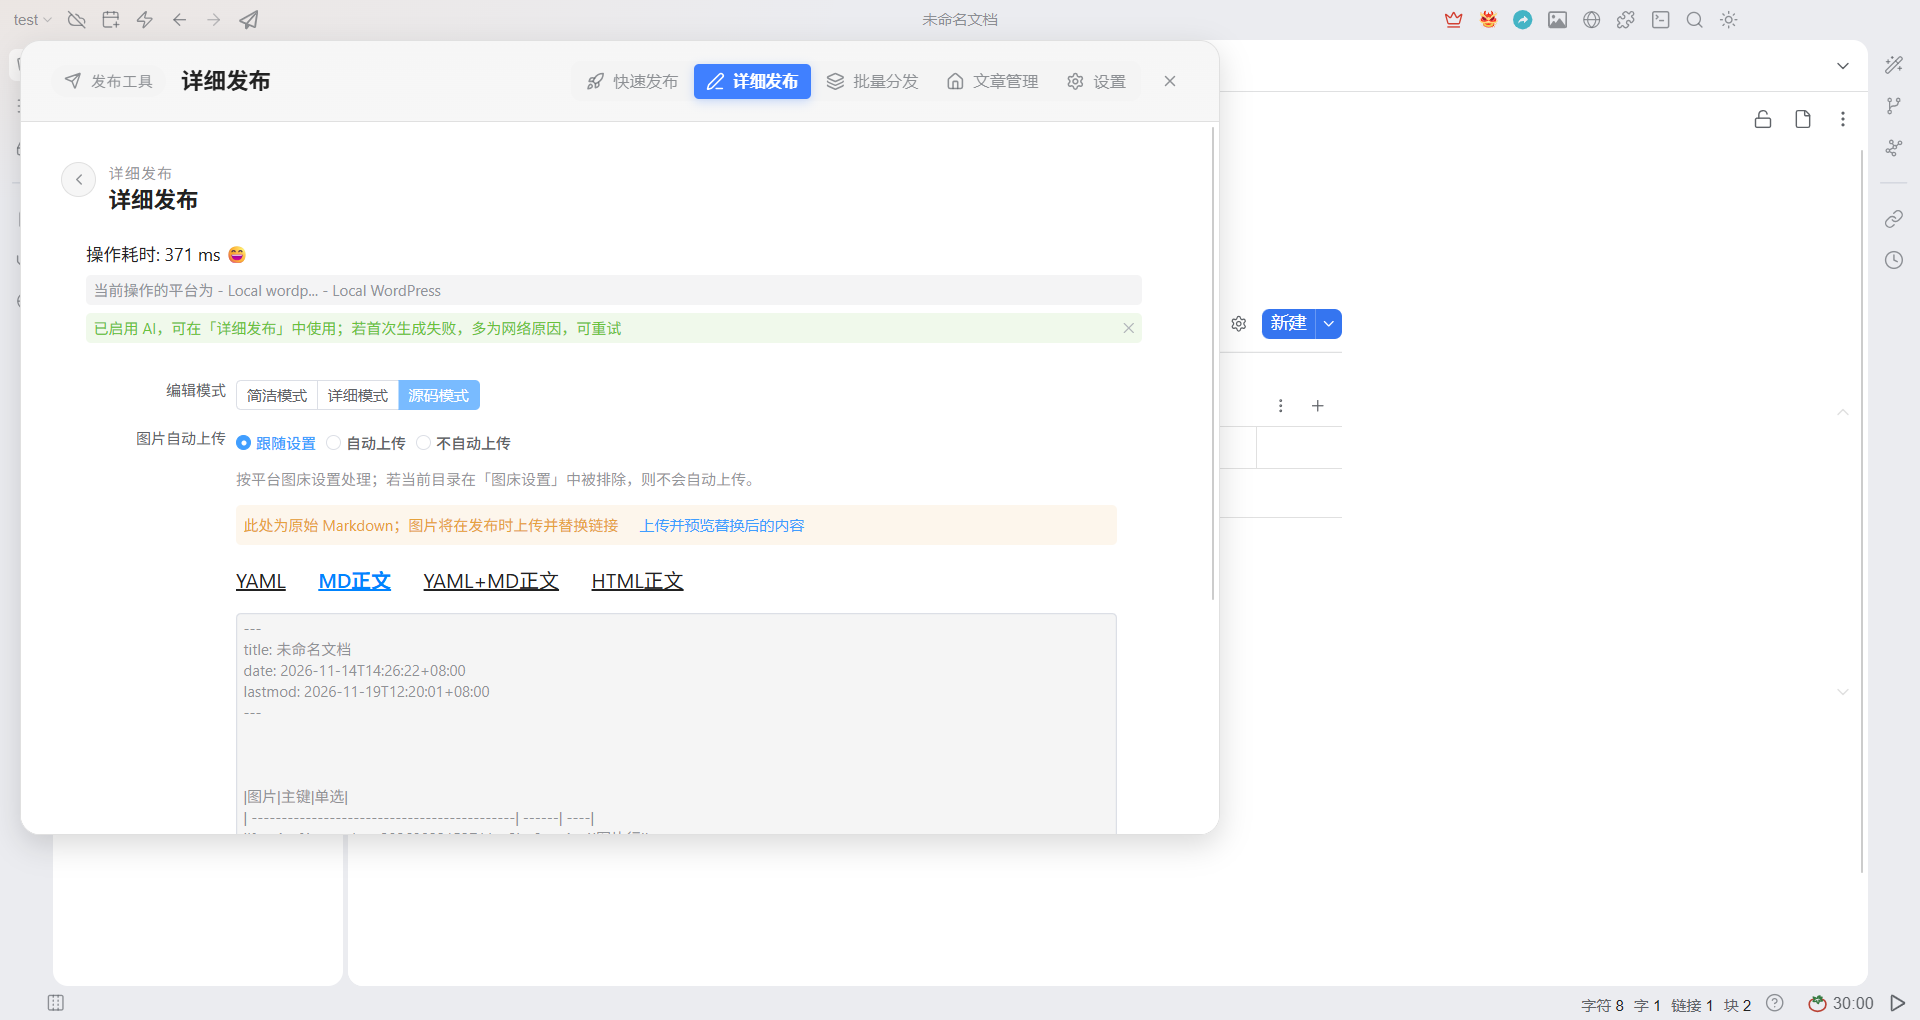 test
未命名文档
发布工具
详细发布
快速发布
详细发布
批量分发
文章管理
设置
详细发布
详细发布
操作耗时: 371 ms 😄
当前操作的平台为 - Local wordp... - Local WordPress
已启用 AI，可在「详细发布」中使用；若首次生成失败，多为网络原因，可重试
新建
编辑模式
简洁模式
详细模式
源码模式
图片自动上传
跟随设置
自动上传
不自动上传
按平台图床设置处理；若当前目录在「图床设置」中被排除，则不会自动上传。
此处为原始 Markdown；图片将在发布时上传并替换链接 上传并预览替换后的内容
YAML
MD正文
YAML+MD正文
HTML正文
---
title: 未命名文档
date: 2026-11-14T14:26:22+08:00
lastmod: 2026-11-19T12:20:01+08:00
---
|图片|主键|单选|
| --------------------------------------------| ------| ----|
字符 8 字 1 链接 1 块 2
30:00